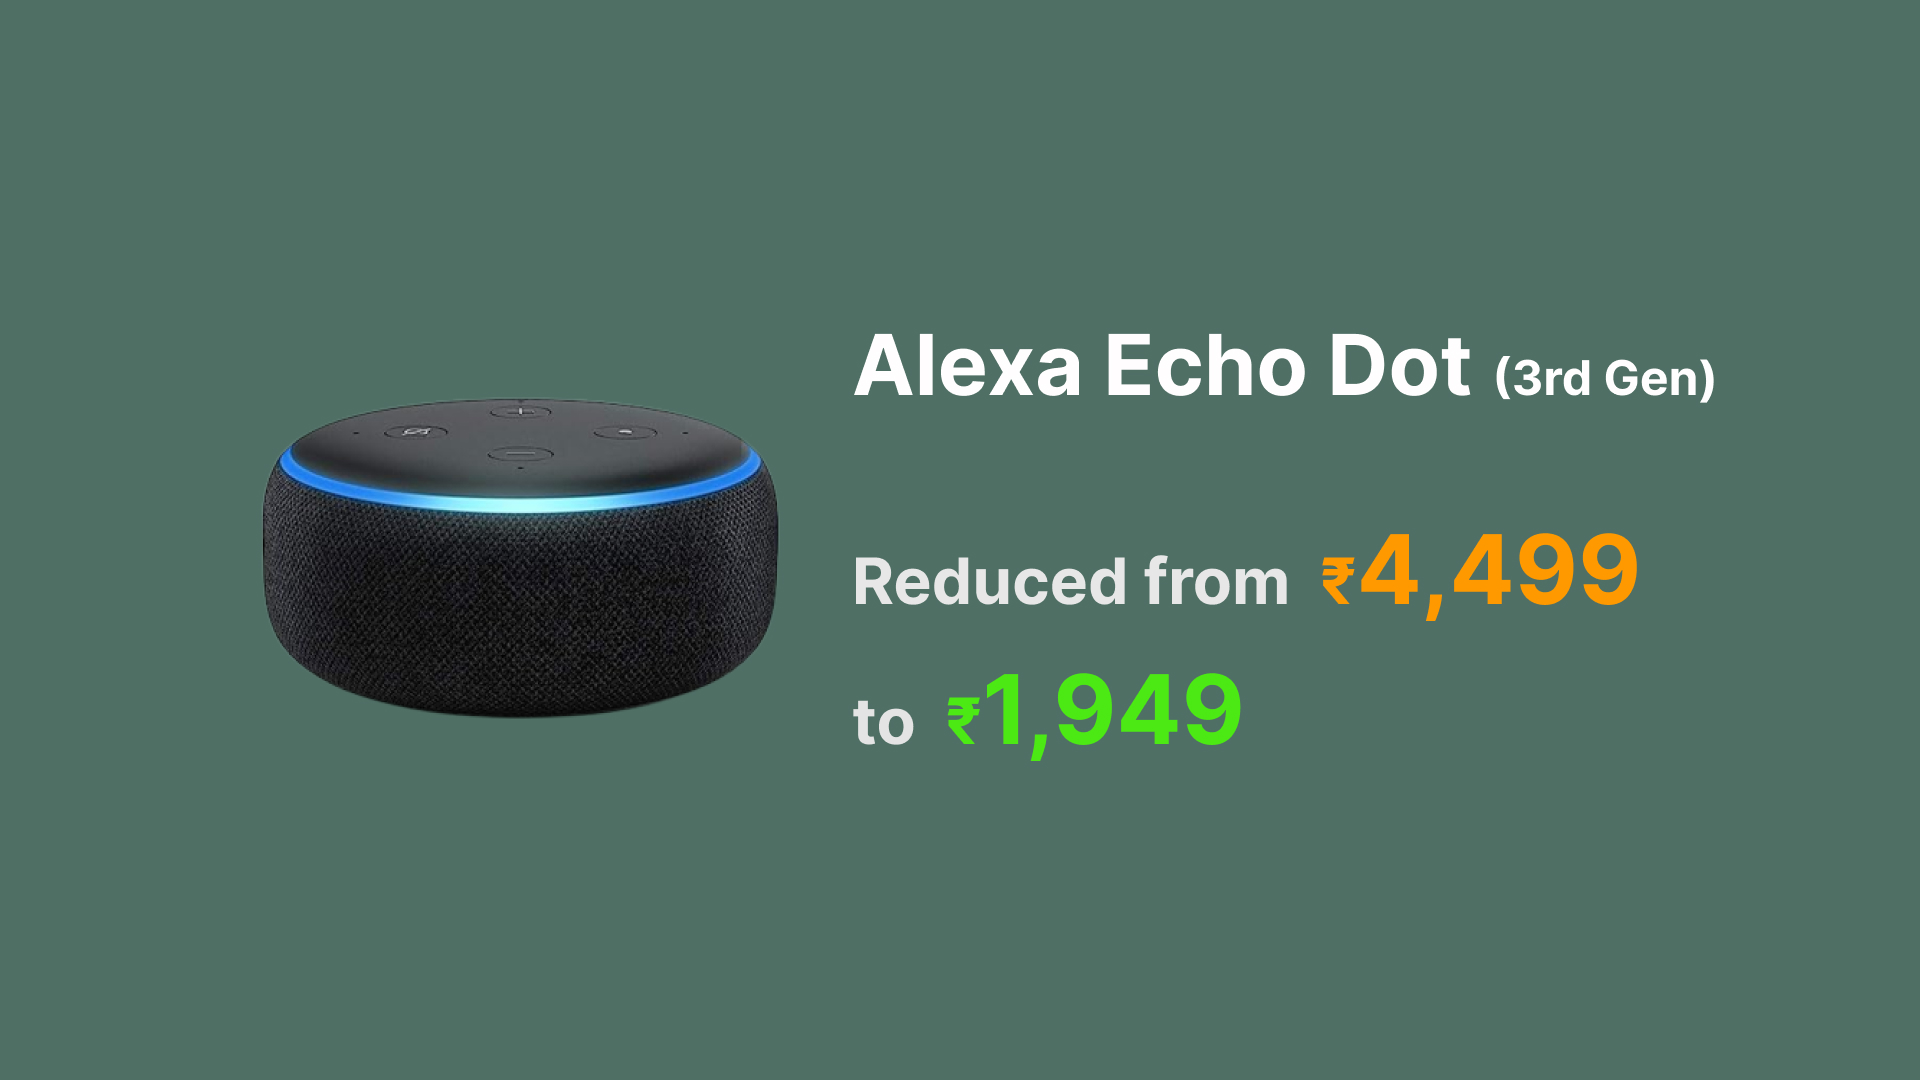 Alexa Echo Dot (3rd Gen)
Reduced from ₹4,499
to ₹1,949